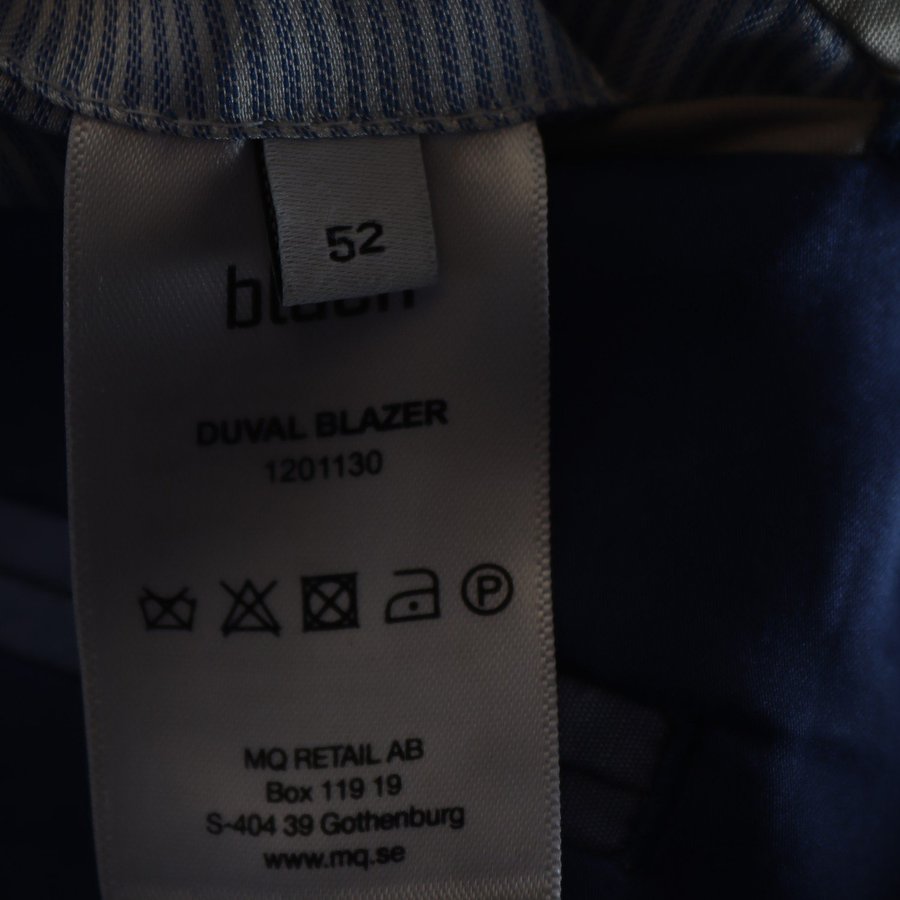 52
DUVAL BLAZER
1201130
P
MQ RETAIL AB
Box 119 19
S-404 39 Gothenburg
www.mq.se